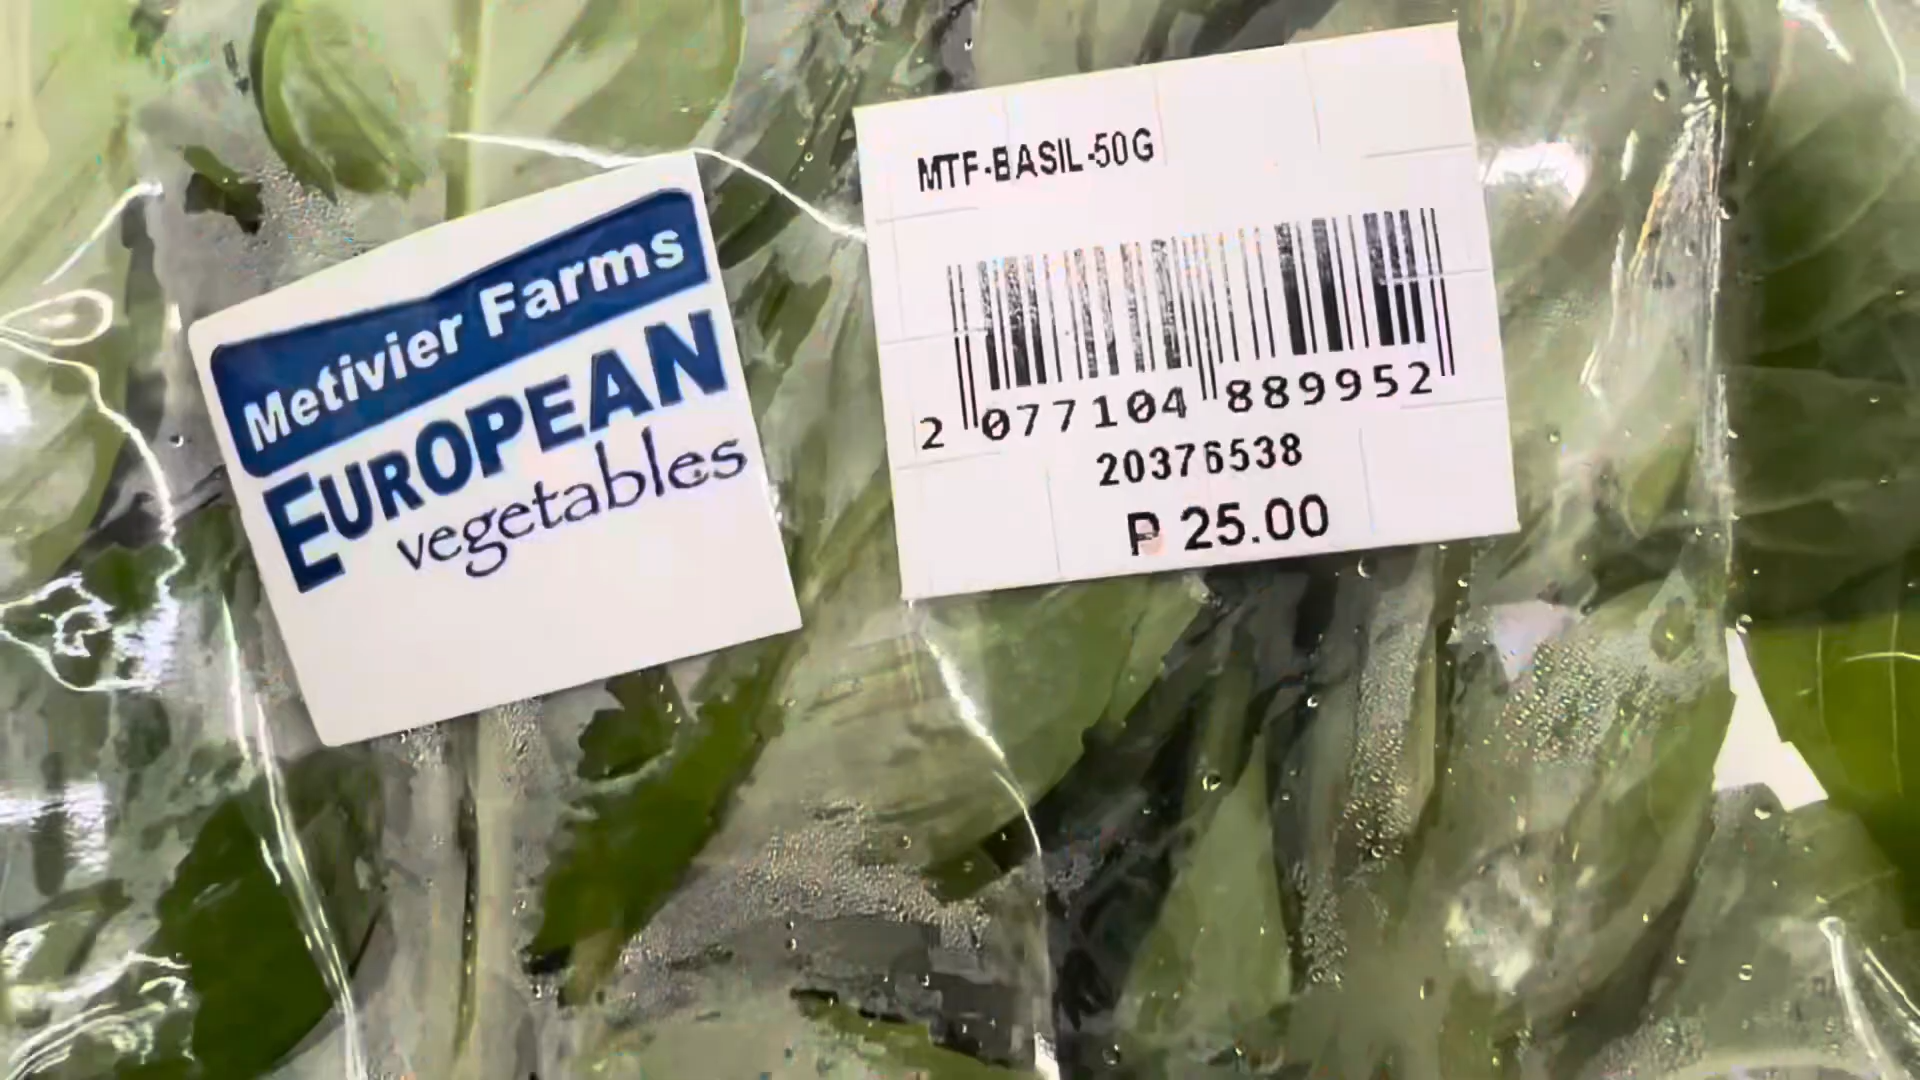 Metivier Farms
EUROPEAN
vegetables
MTF-BASIL-50G
2 077104 889952
20376538
₱ 25.00